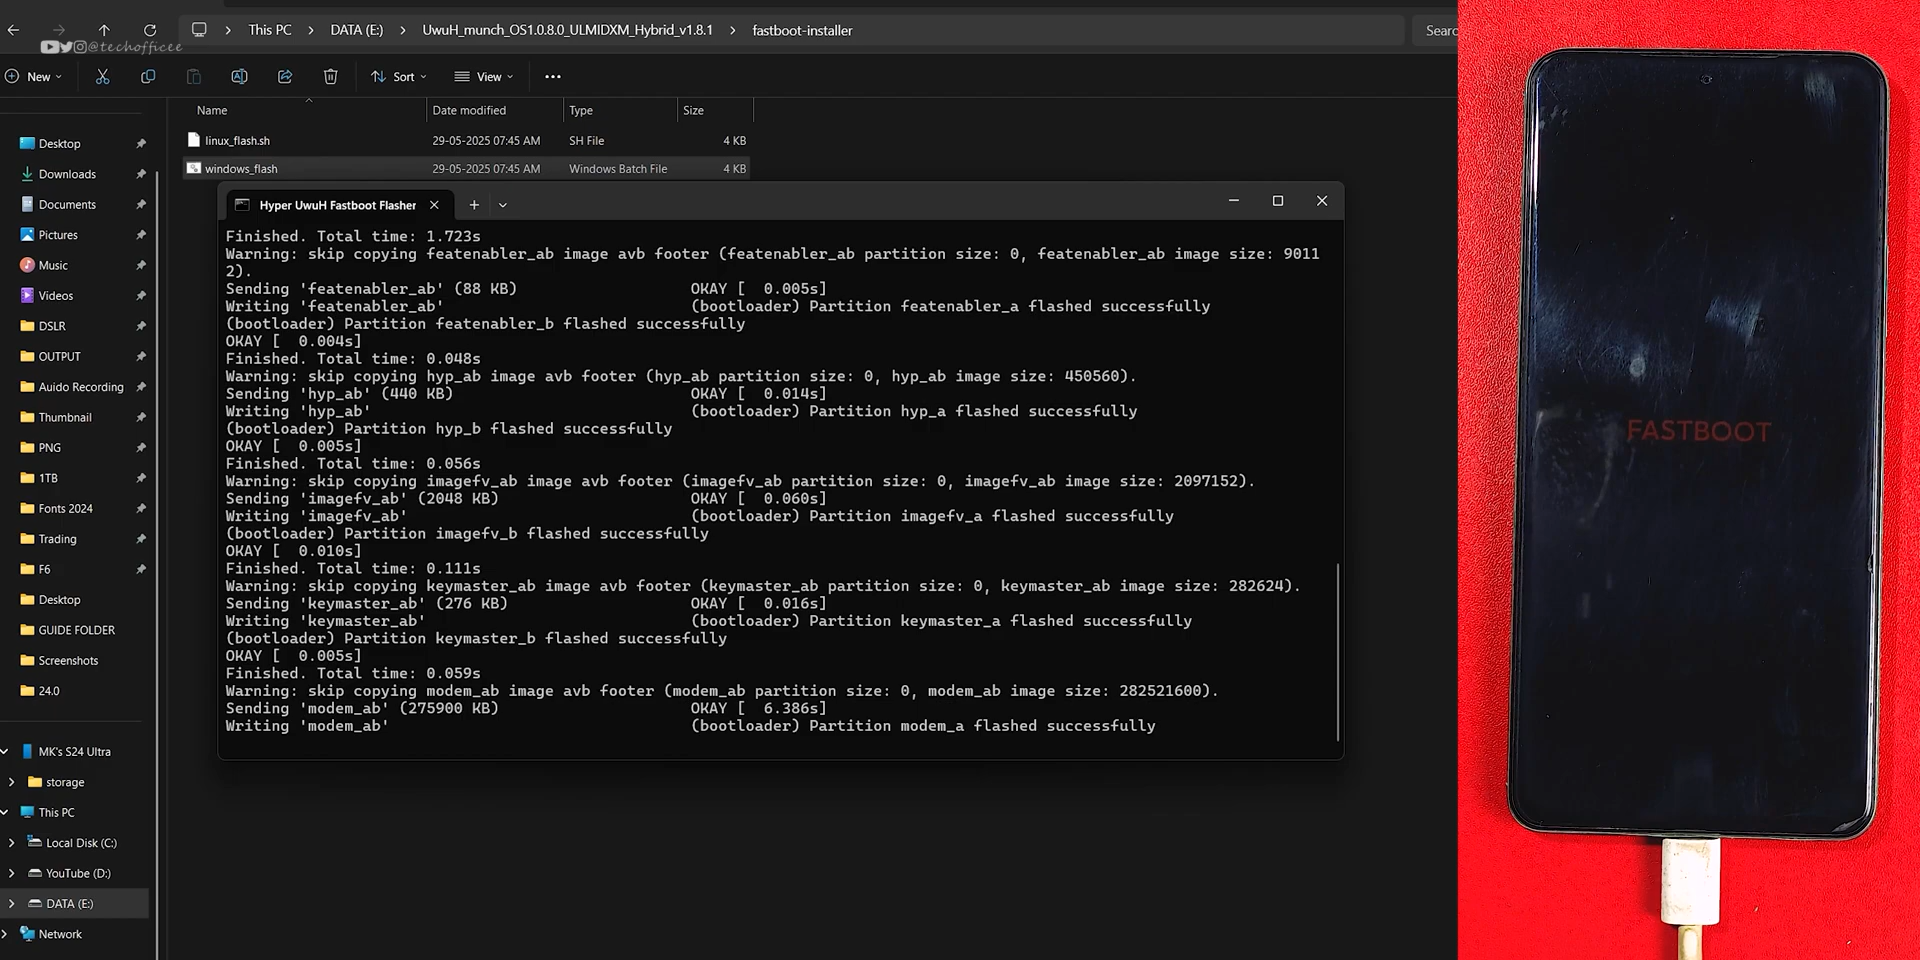 This PC > DATA (E:) > UwuH_munch_OS1.0.8.0_ULMIDXM_Hybrid_v1.8.1 > fastboot-installer
Searc
@techofficee
New
Sort
View
Name
Date modified
Type
Size
linux_flash.sh 29-05-2025 07:45 AM SH File 4 KB
windows_flash 29-05-2025 07:45 AM Windows Batch File 4 KB
Desktop
Downloads
Documents
Pictures
Music
Videos
DSLR
OUTPUT
Auido Recording
Thumbnail
PNG
1TB
Fonts 2024
Trading
F6
Desktop
GUIDE FOLDER
Screenshots
24.0
MK's S24 Ultra
storage
This PC
Local Disk (C:)
YouTube (D:)
DATA (E:)
Network
Hyper UwuH Fastboot Flasher
Finished. Total time: 1.723s
Warning: skip copying featenabler_ab image avb footer (featenabler_ab partition size: 0, featenabler_ab image size: 9011
2).
Sending 'featenabler_ab' (88 KB) OKAY [ 0.005s]
Writing 'featenabler_ab' (bootloader) Partition featenabler_a flashed successfully
(bootloader) Partition featenabler_b flashed successfully
OKAY [ 0.004s]
Finished. Total time: 0.048s
Warning: skip copying hyp_ab image avb footer (hyp_ab partition size: 0, hyp_ab image size: 450560).
Sending 'hyp_ab' (440 KB) OKAY [ 0.014s]
Writing 'hyp_ab' (bootloader) Partition hyp_a flashed successfully
(bootloader) Partition hyp_b flashed successfully
OKAY [ 0.005s]
Finished. Total time: 0.056s
Warning: skip copying imagefv_ab image avb footer (imagefv_ab partition size: 0, imagefv_ab image size: 2097152).
Sending 'imagefv_ab' (2048 KB) OKAY [ 0.060s]
Writing 'imagefv_ab' (bootloader) Partition imagefv_a flashed successfully
(bootloader) Partition imagefv_b flashed successfully
OKAY [ 0.010s]
Finished. Total time: 0.111s
Warning: skip copying keymaster_ab image avb footer (keymaster_ab partition size: 0, keymaster_ab image size: 282624).
Sending 'keymaster_ab' (276 KB) OKAY [ 0.016s]
Writing 'keymaster_ab' (bootloader) Partition keymaster_a flashed successfully
(bootloader) Partition keymaster_b flashed successfully
OKAY [ 0.005s]
Finished. Total time: 0.059s
Warning: skip copying modem_ab image avb footer (modem_ab partition size: 0, modem_ab image size: 282521600).
Sending 'modem_ab' (275900 KB) OKAY [ 6.386s]
Writing 'modem_ab' (bootloader) Partition modem_a flashed successfully
FASTBOOT